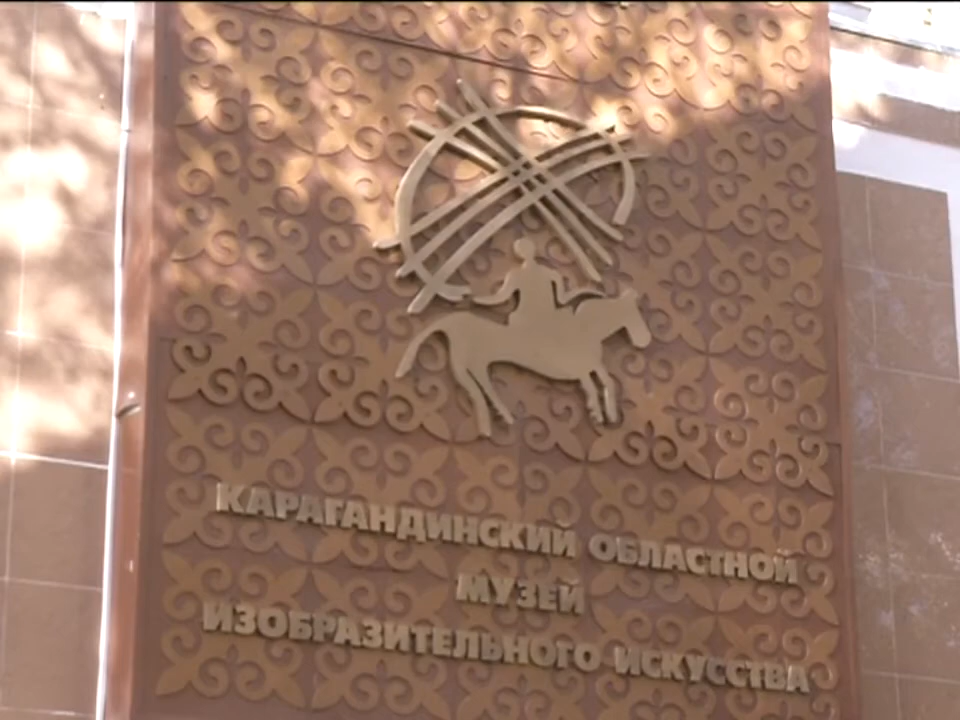 КАРАГАНДИНСКИЙ ОБЛАСТНОЙ
МУЗЕЙ
ИЗОБРАЗИТЕЛЬНОГО ИСКУССТВА